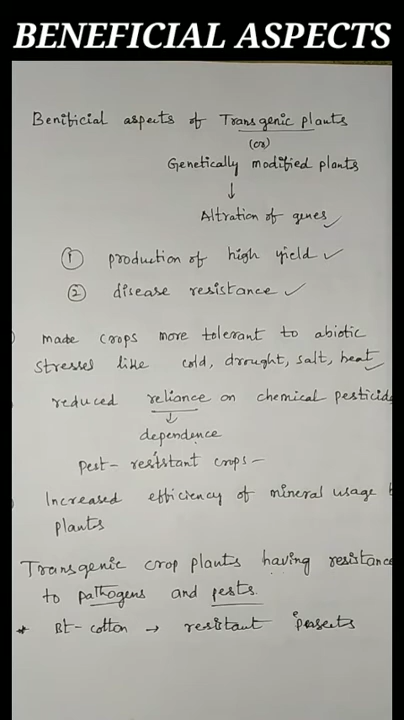 BENEFICIAL ASPECTS
Benificial aspects of Transgenic plants
(or)
Genetically modified plants
↓
Altration of genes ✓
① production of high yield ✓
② disease resistance ✓
made crops more tolerant to abiotic
stresses like cold, drought, salt, heat ✓
reduced reliance on chemical pesticide
↓
dependence
pest- resistant crops -
Increased efficiency of mineral usage b
plants
Transgenic crop plants having resistance
to pathogens and pests.
* Bt- cotton → resistant